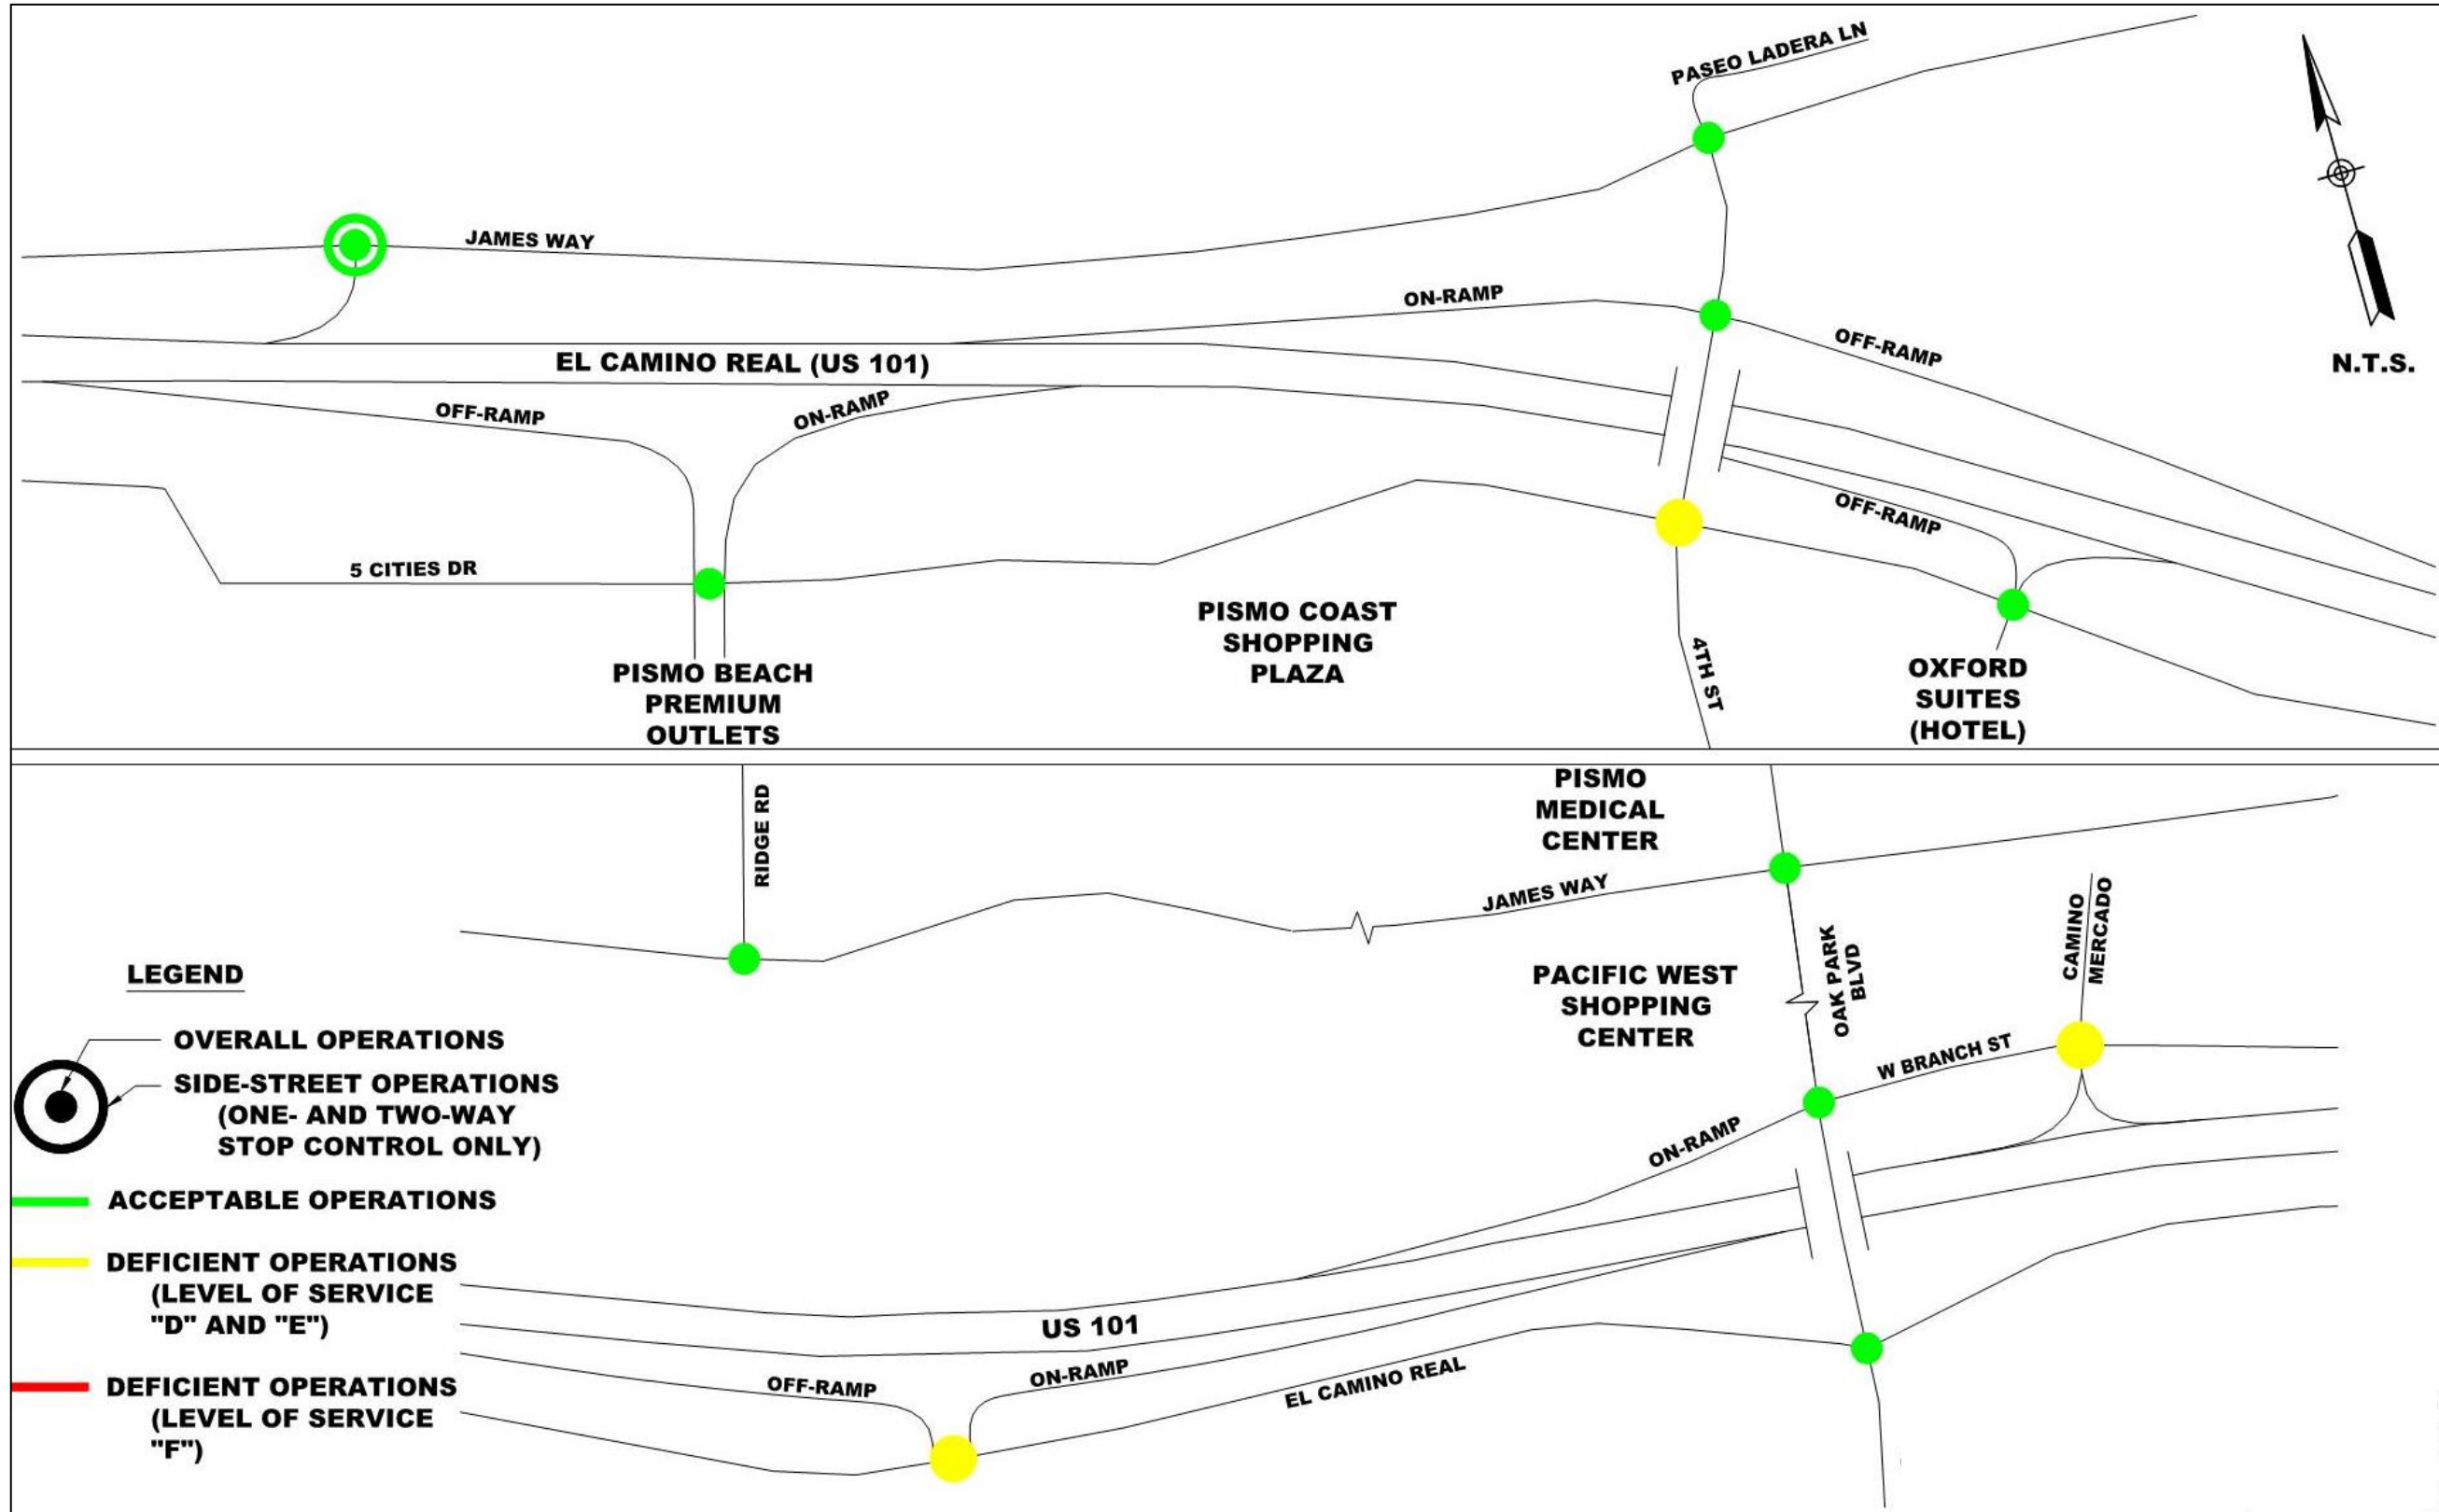 PASEO LADERA LN
JAMES WAY
ON-RAMP
OFF-RAMP
EL CAMINO REAL (US 101)
N.T.S.
OFF-RAMP
ON-RAMP
OFF-RAMP
5 CITIES DR
PISMO COAST
SHOPPING
PLAZA
4TH ST
PISMO BEACH
PREMIUM
OUTLETS
OXFORD
SUITES
(HOTEL)
RIDGE RD
PISMO
MEDICAL
CENTER
JAMES WAY
CAMINO
MERCADO
OAK PARK
BLVD
PACIFIC WEST
SHOPPING
CENTER
W BRANCH ST
ON-RAMP
LEGEND
OVERALL OPERATIONS
SIDE-STREET OPERATIONS
(ONE- AND TWO-WAY
STOP CONTROL ONLY)
ACCEPTABLE OPERATIONS
DEFICIENT OPERATIONS
(LEVEL OF SERVICE
"D" AND "E")
DEFICIENT OPERATIONS
(LEVEL OF SERVICE
"F")
US 101
OFF-RAMP
ON-RAMP
EL CAMINO REAL